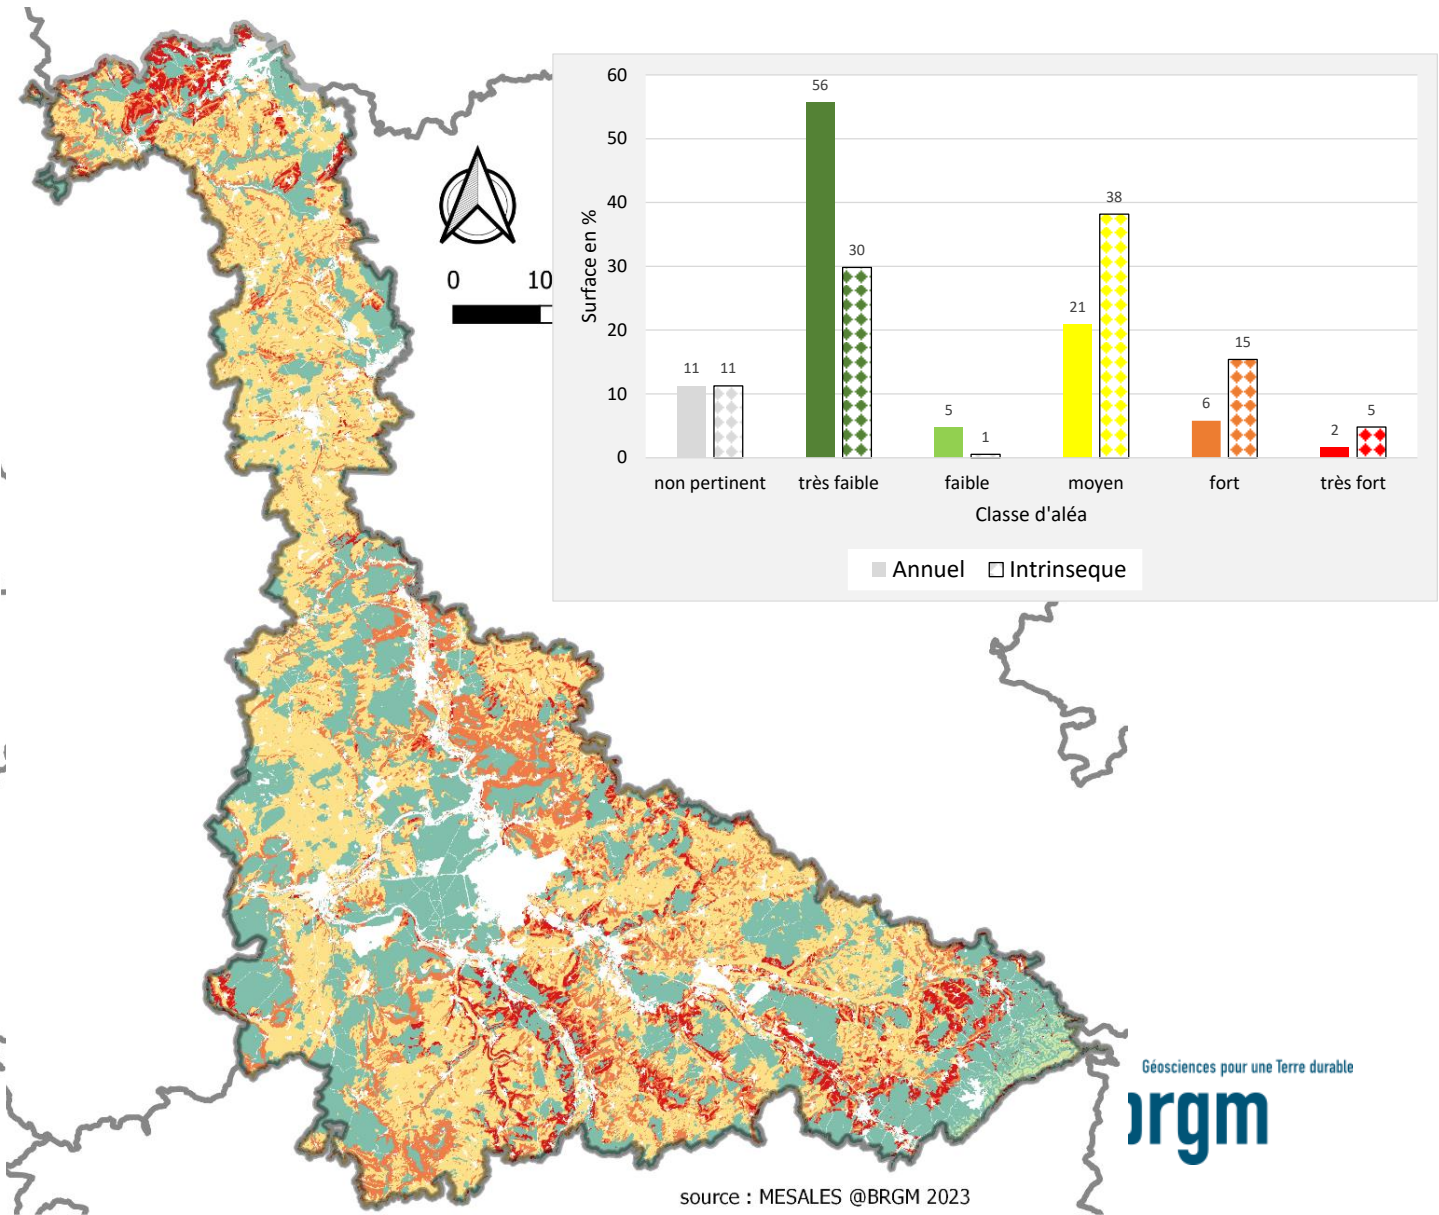 60
50
40
30
20
10
0
Surface en %
11
11
56
30
5
1
21
38
6
15
2
5
non pertinent
très faible
faible
moyen
fort
très fort
Classe d'aléa
Annuel
Intrinseque
0
10
Géosciences pour une Terre durable
brgm
source : MESALES @BRGM 2023